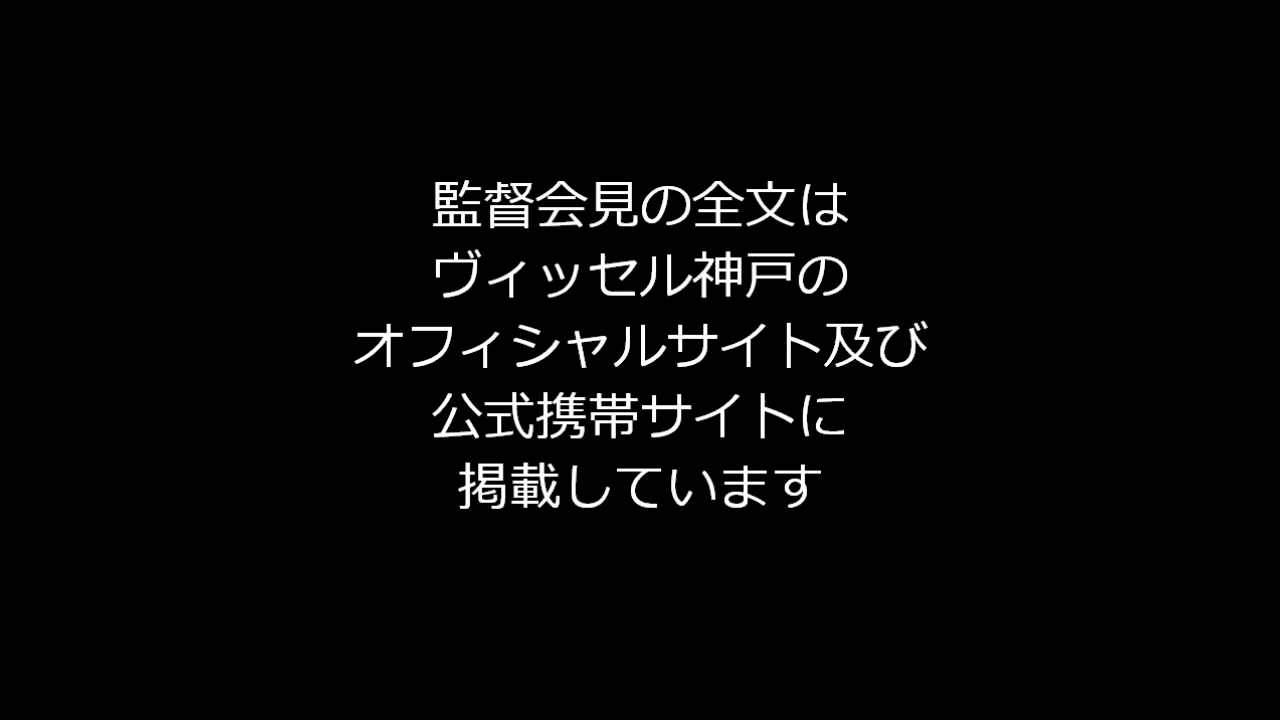 監督会見の全文は
ヴィッセル神戸の
オフィシャルサイト及び
公式携帯サイトに
掲載しています